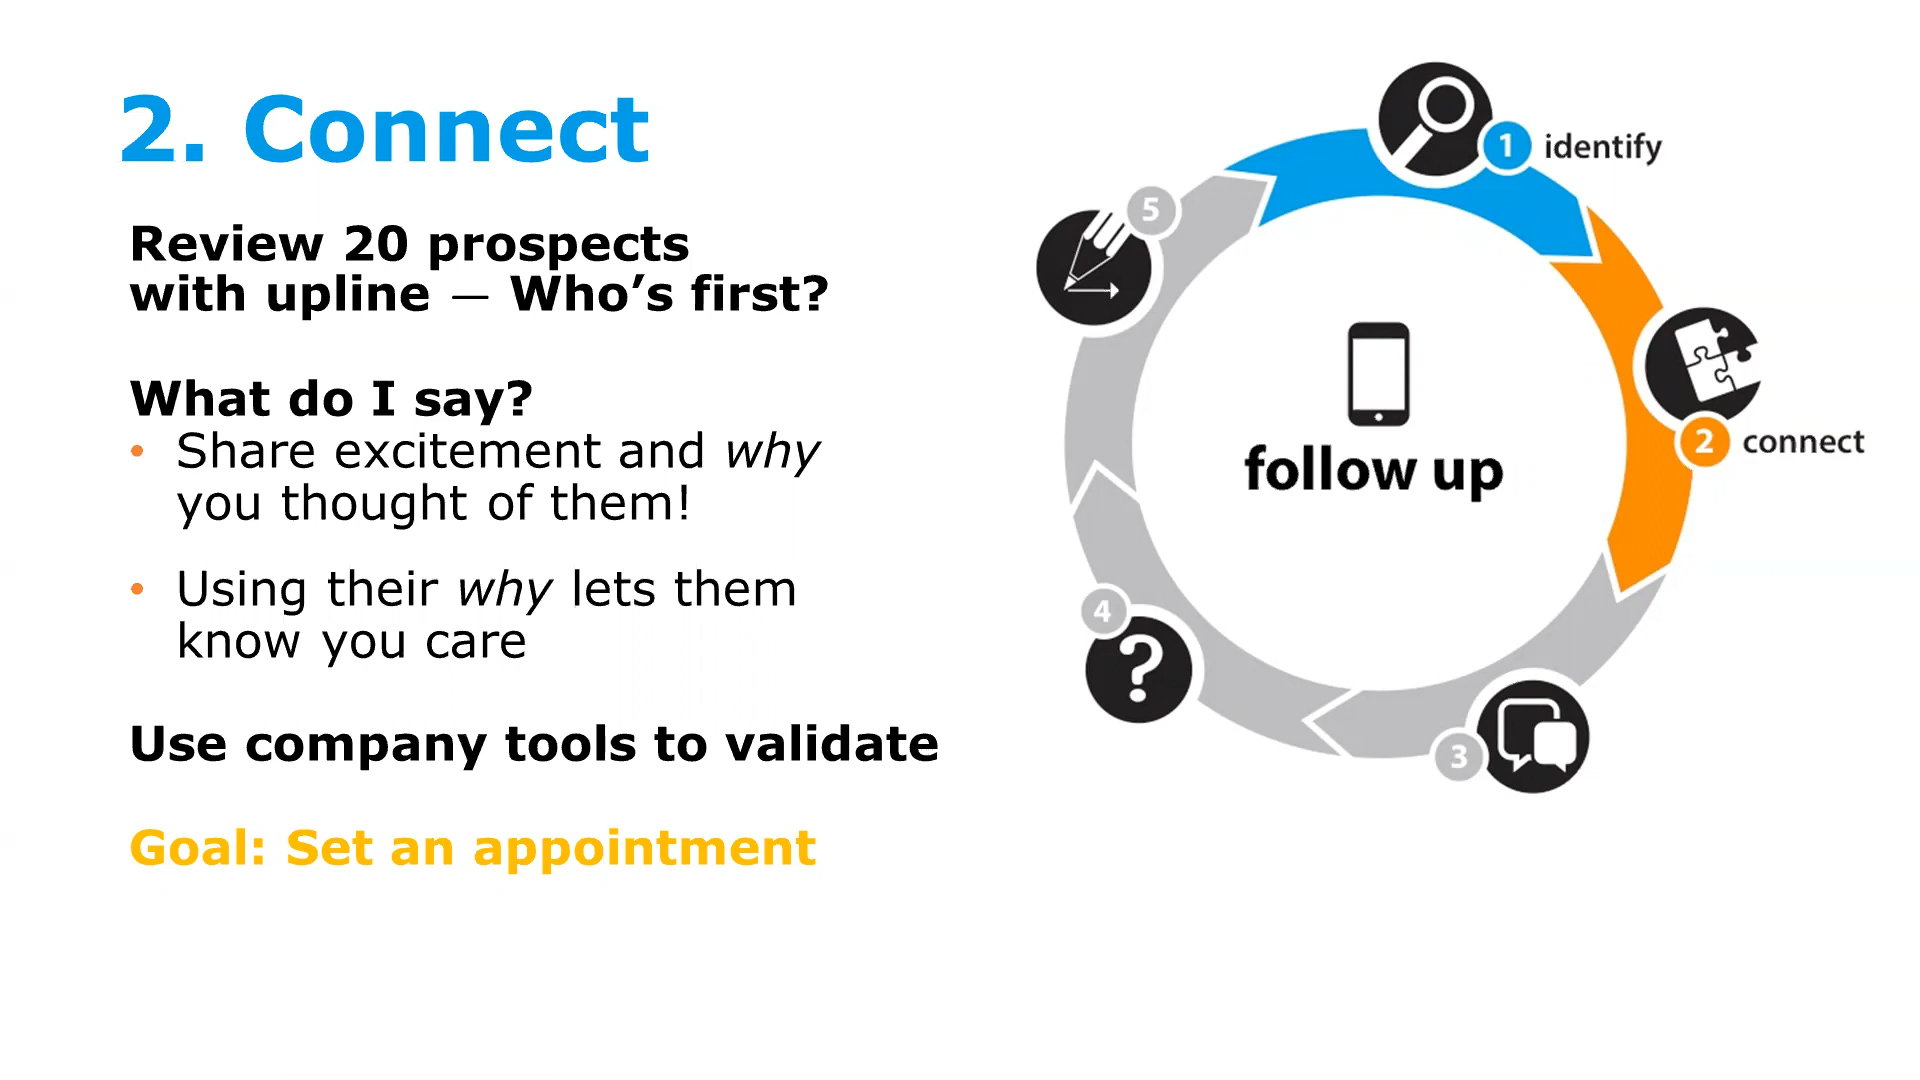 2. Connect
Review 20 prospects
with upline — Who’s first?
What do I say?
• Share excitement and why
you thought of them!
• Using their why lets them
know you care
Use company tools to validate
Goal: Set an appointment
1 identify
2 connect
3
4
?
5
follow up